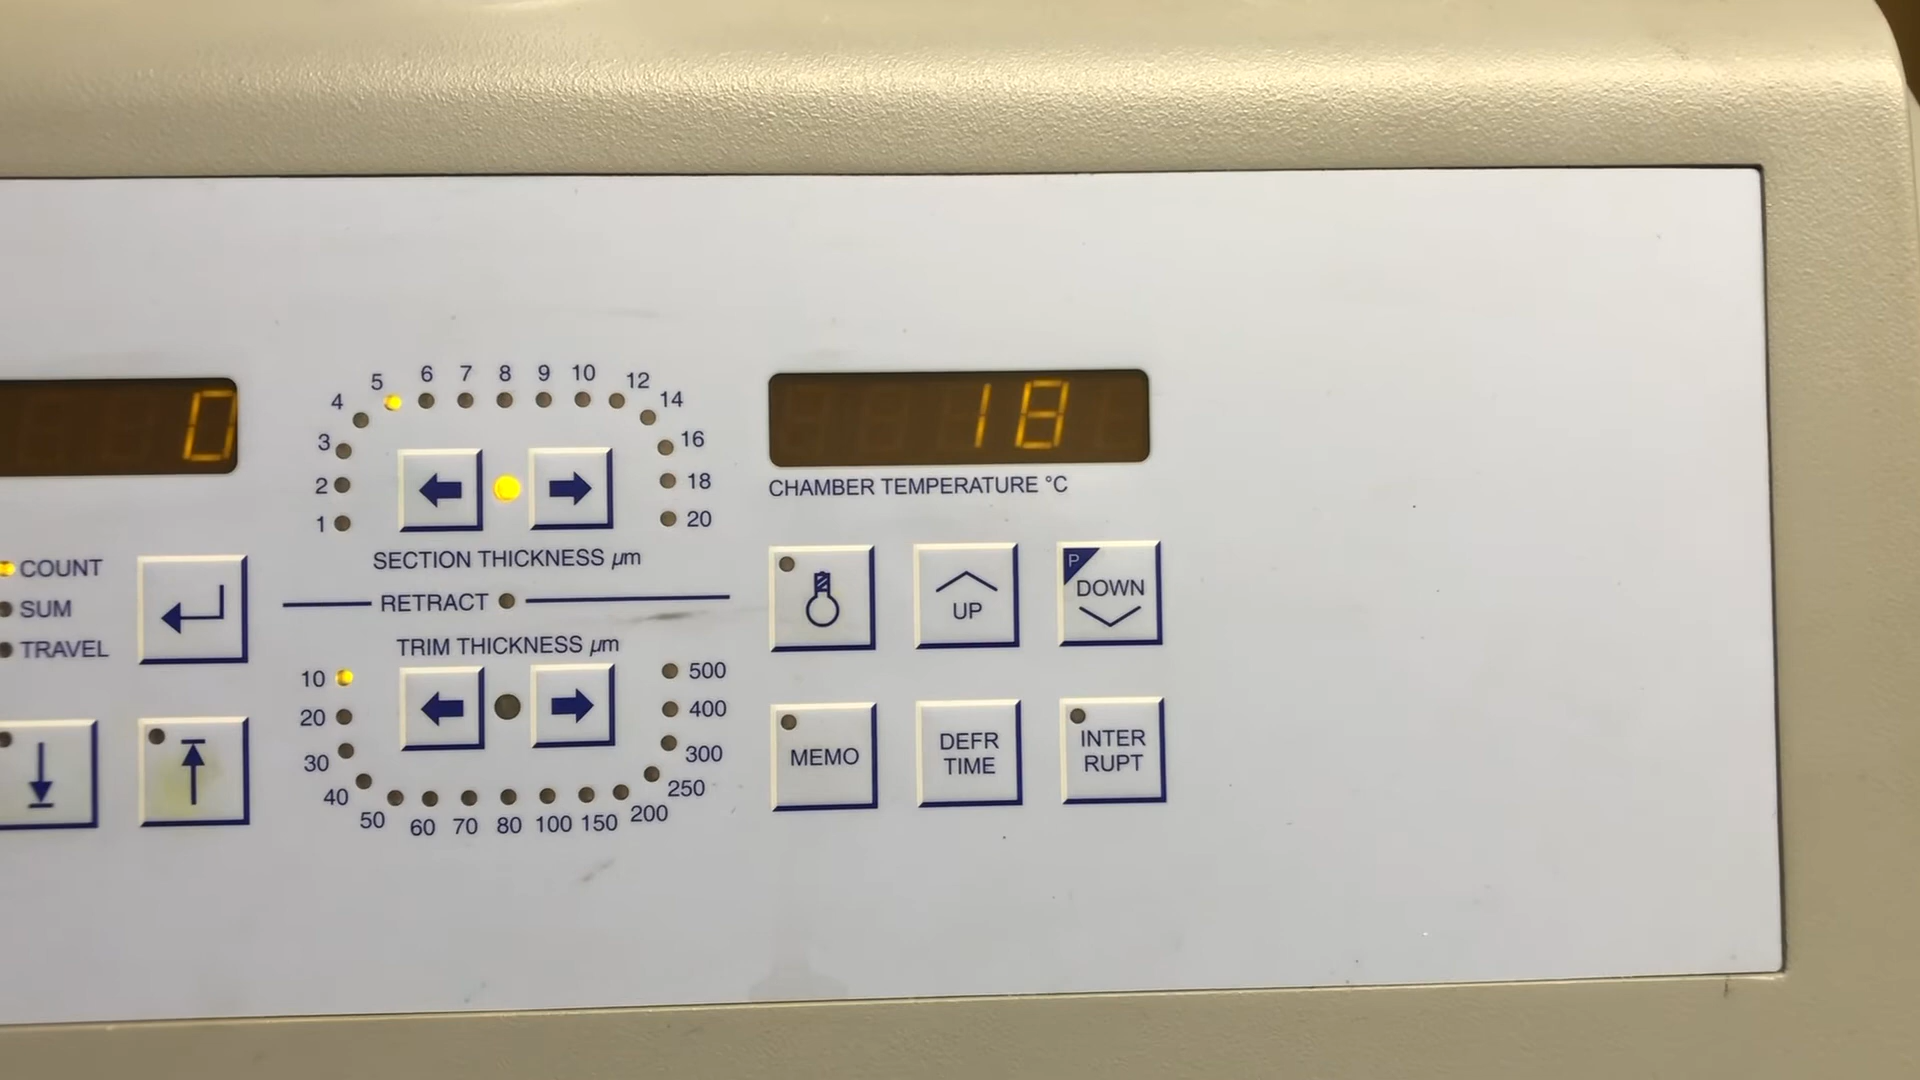 0
COUNT
SUM
TRAVEL
1 2 3 4 5 6 7 8 9 10 12 14 16 18 20
SECTION THICKNESS µm
RETRACT
TRIM THICKNESS µm
10 20 30 40 50 60 70 80 100 150 200 250 300 400 500
18
CHAMBER TEMPERATURE °C
UP
P
DOWN
MEMO
DEFR
TIME
INTER
RUPT